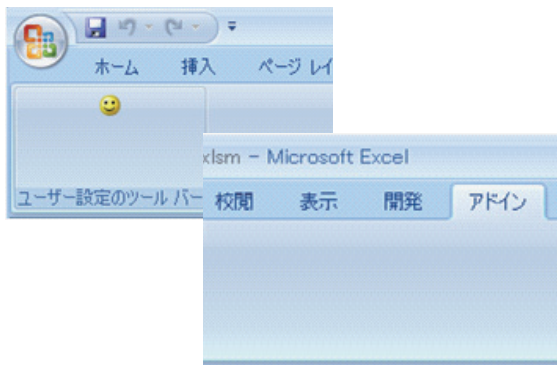 ホーム 挿入 ページ レイ
ユーザー設定のツール バー
xlsm - Microsoft Excel
校閲 表示 開発 アドイン